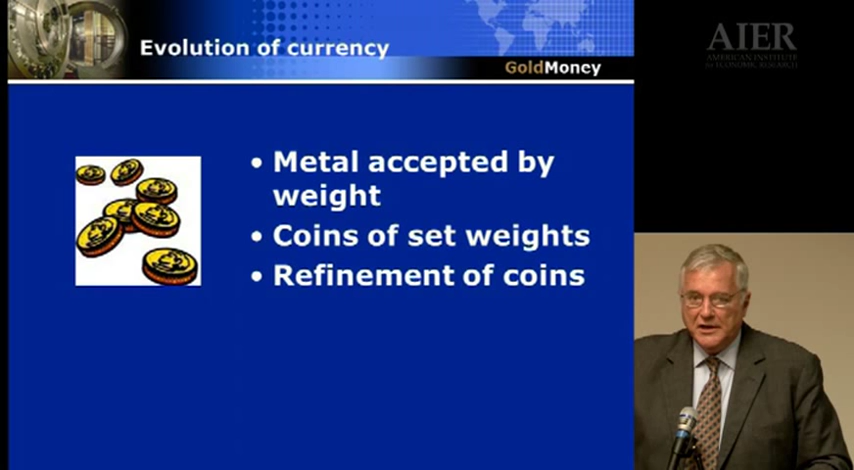 Evolution of currency
GoldMoney
AIER
AMERICAN INSTITUTE
for ECONOMIC RESEARCH
• Metal accepted by
weight
• Coins of set weights
• Refinement of coins